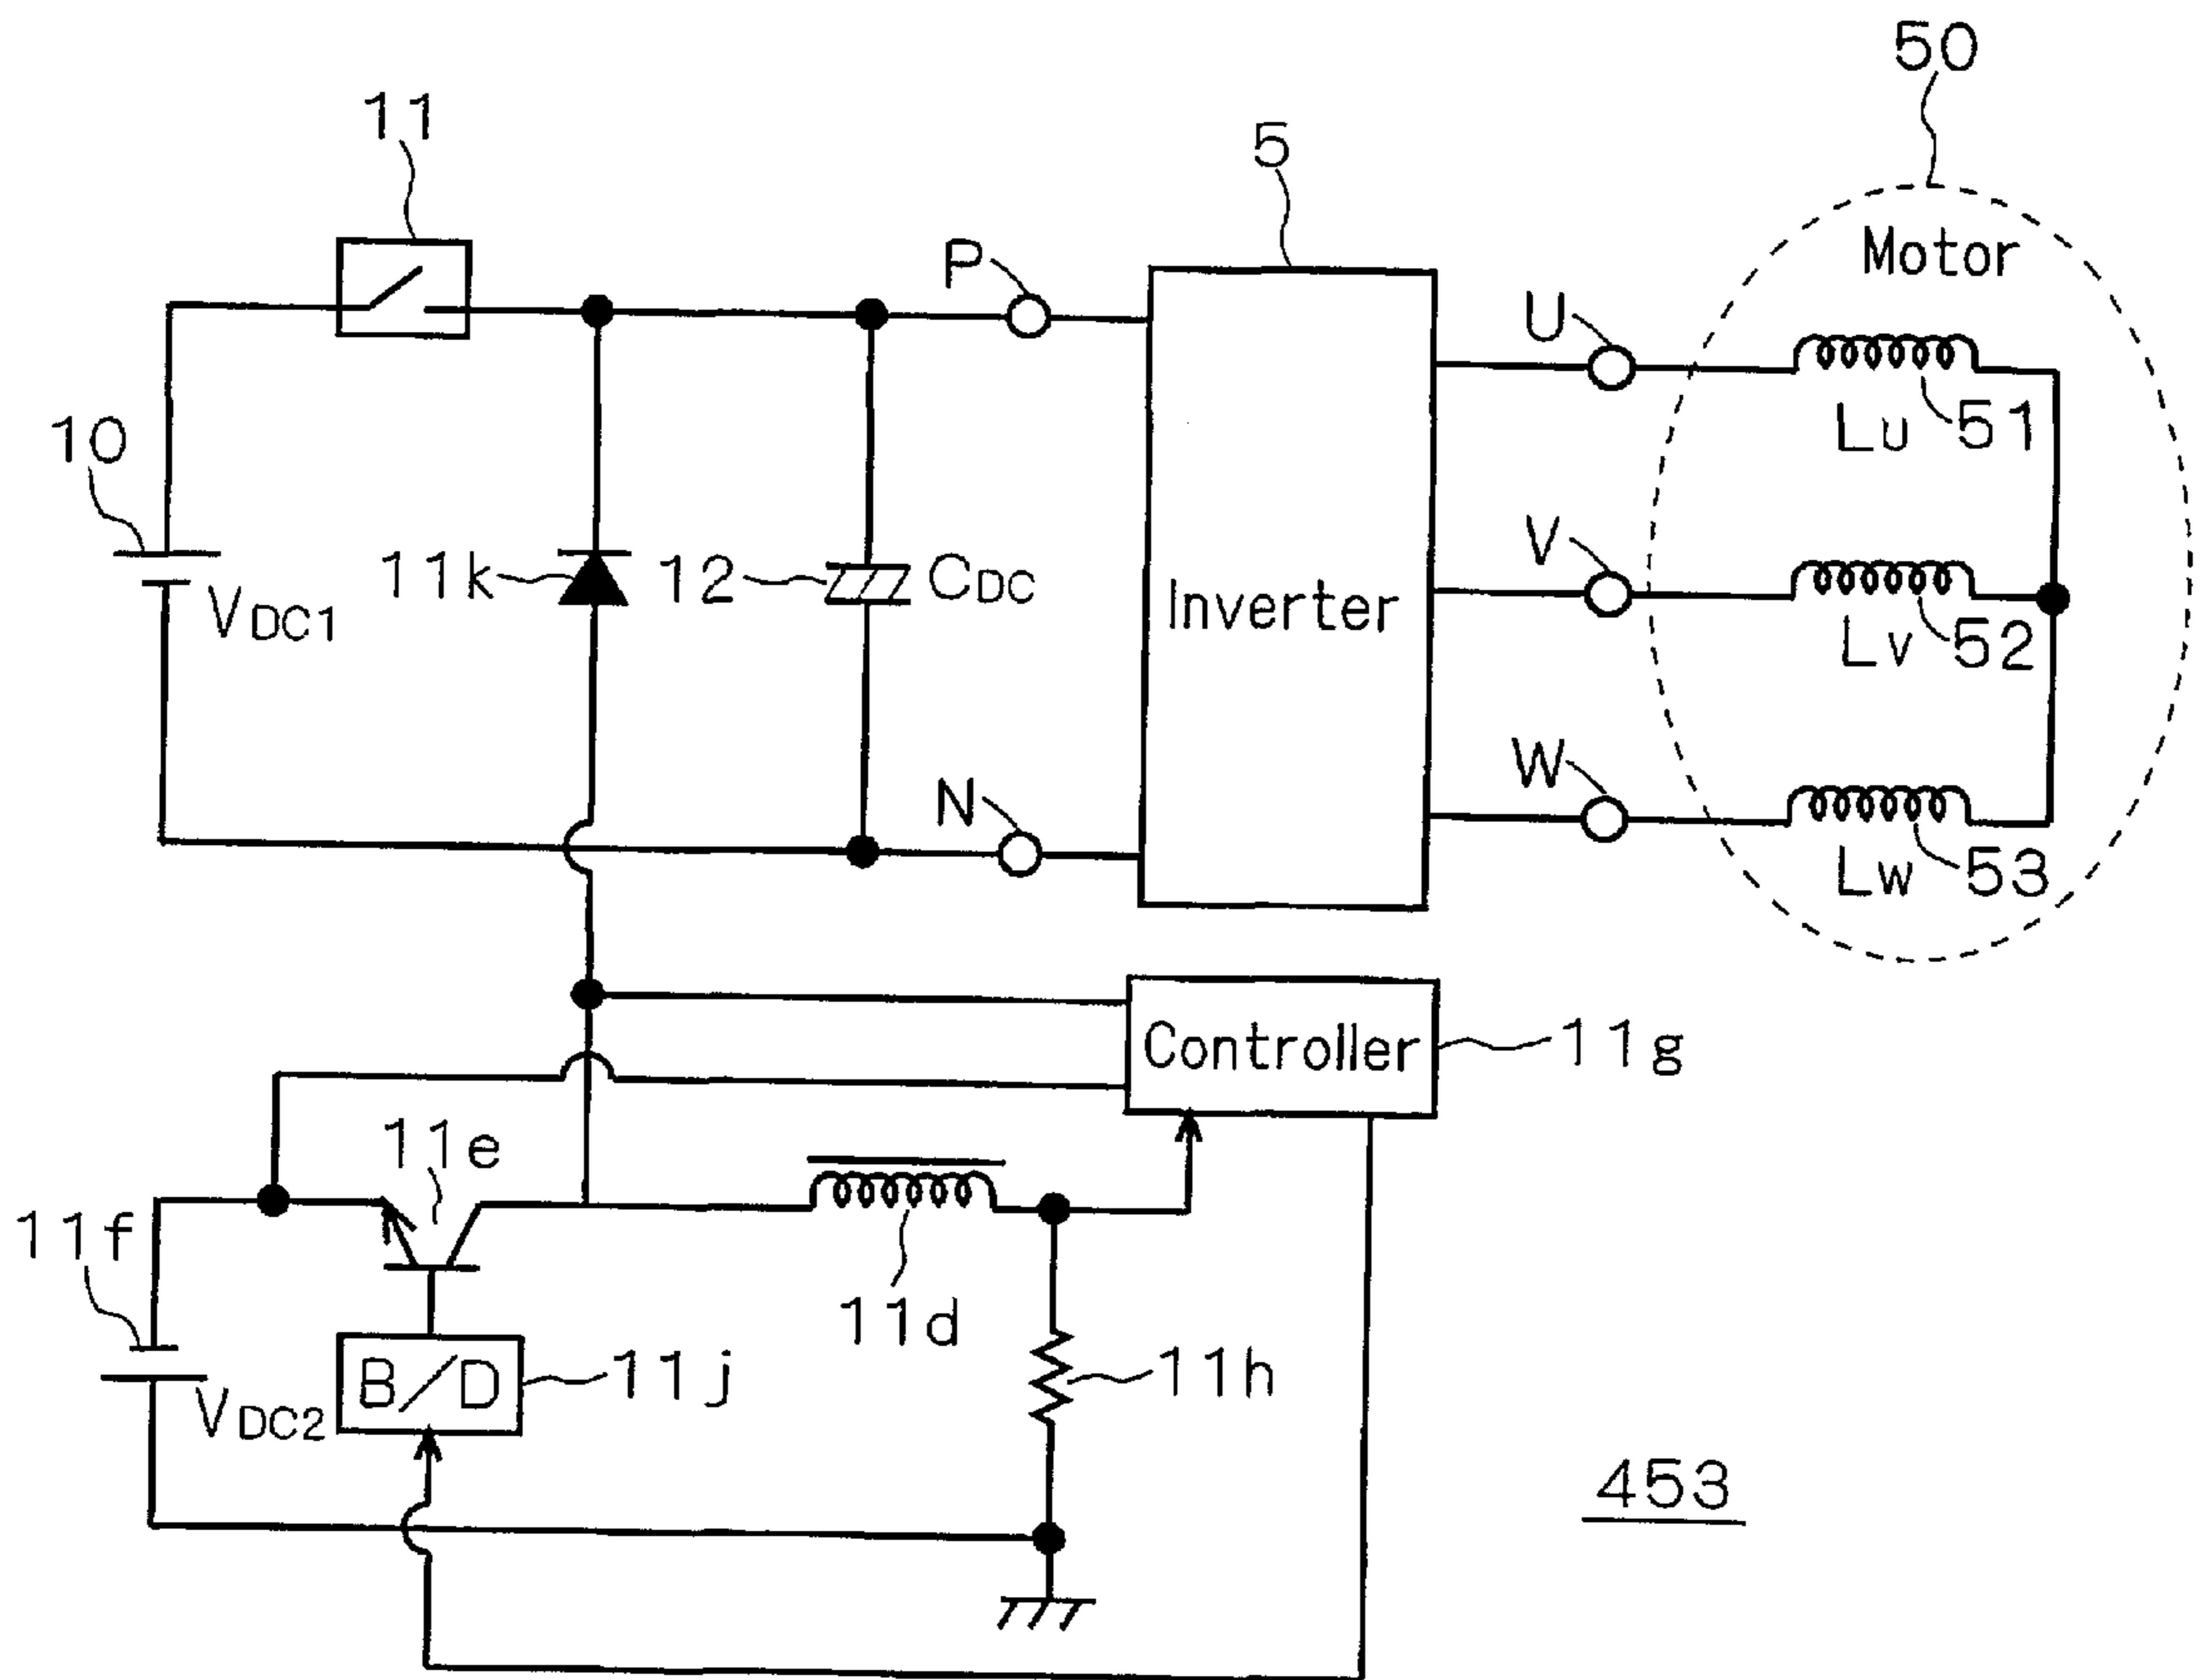 50
11
5
P
Motor
U
10
Lu 51
11k
12
CDC
VDC1
Inverter
V
Lv 52
N
W
Lw 53
Controller
11g
11e
11f
11d
B/D
11j
11h
VDC2
453